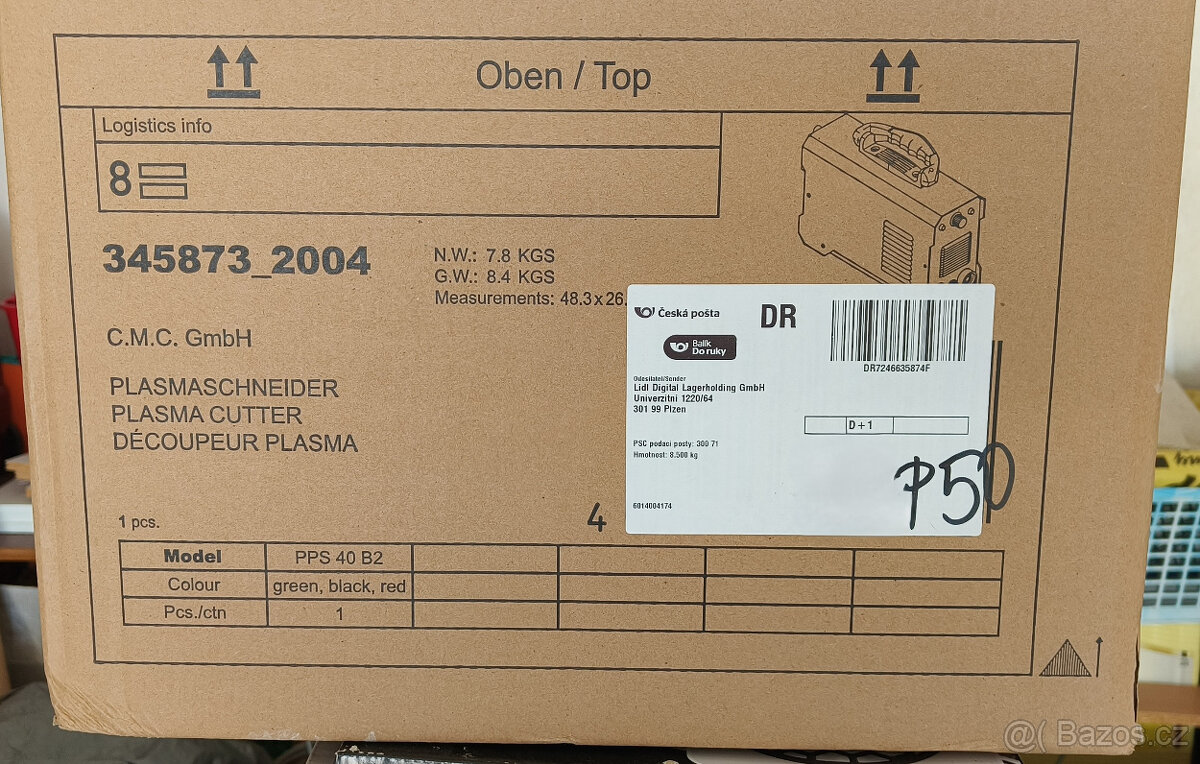 Oben / Top
Logistics info
8
345873_2004
N.W.: 7.8 KGS
G.W.: 8.4 KGS
Measurements: 48.3 x 26.
C.M.C. GmbH
PLASMASCHNEIDER
PLASMA CUTTER
DÉCOUPEUR PLASMA
Česká pošta
DR
Balík
Do ruky
DR7246635874F
Odesílatel/Sender
Lidl Digital Lagerholding GmbH
Univerzitni 1220/64
301 99 Plzen
D+1
PSC podaci posty: 300 71
Hmotnost: 8.500 kg
P50
6014004174
1 pcs.
4
Model PPS 40 B2
Colour green, black, red
Pcs./ctn 1
@( Bazos.cz